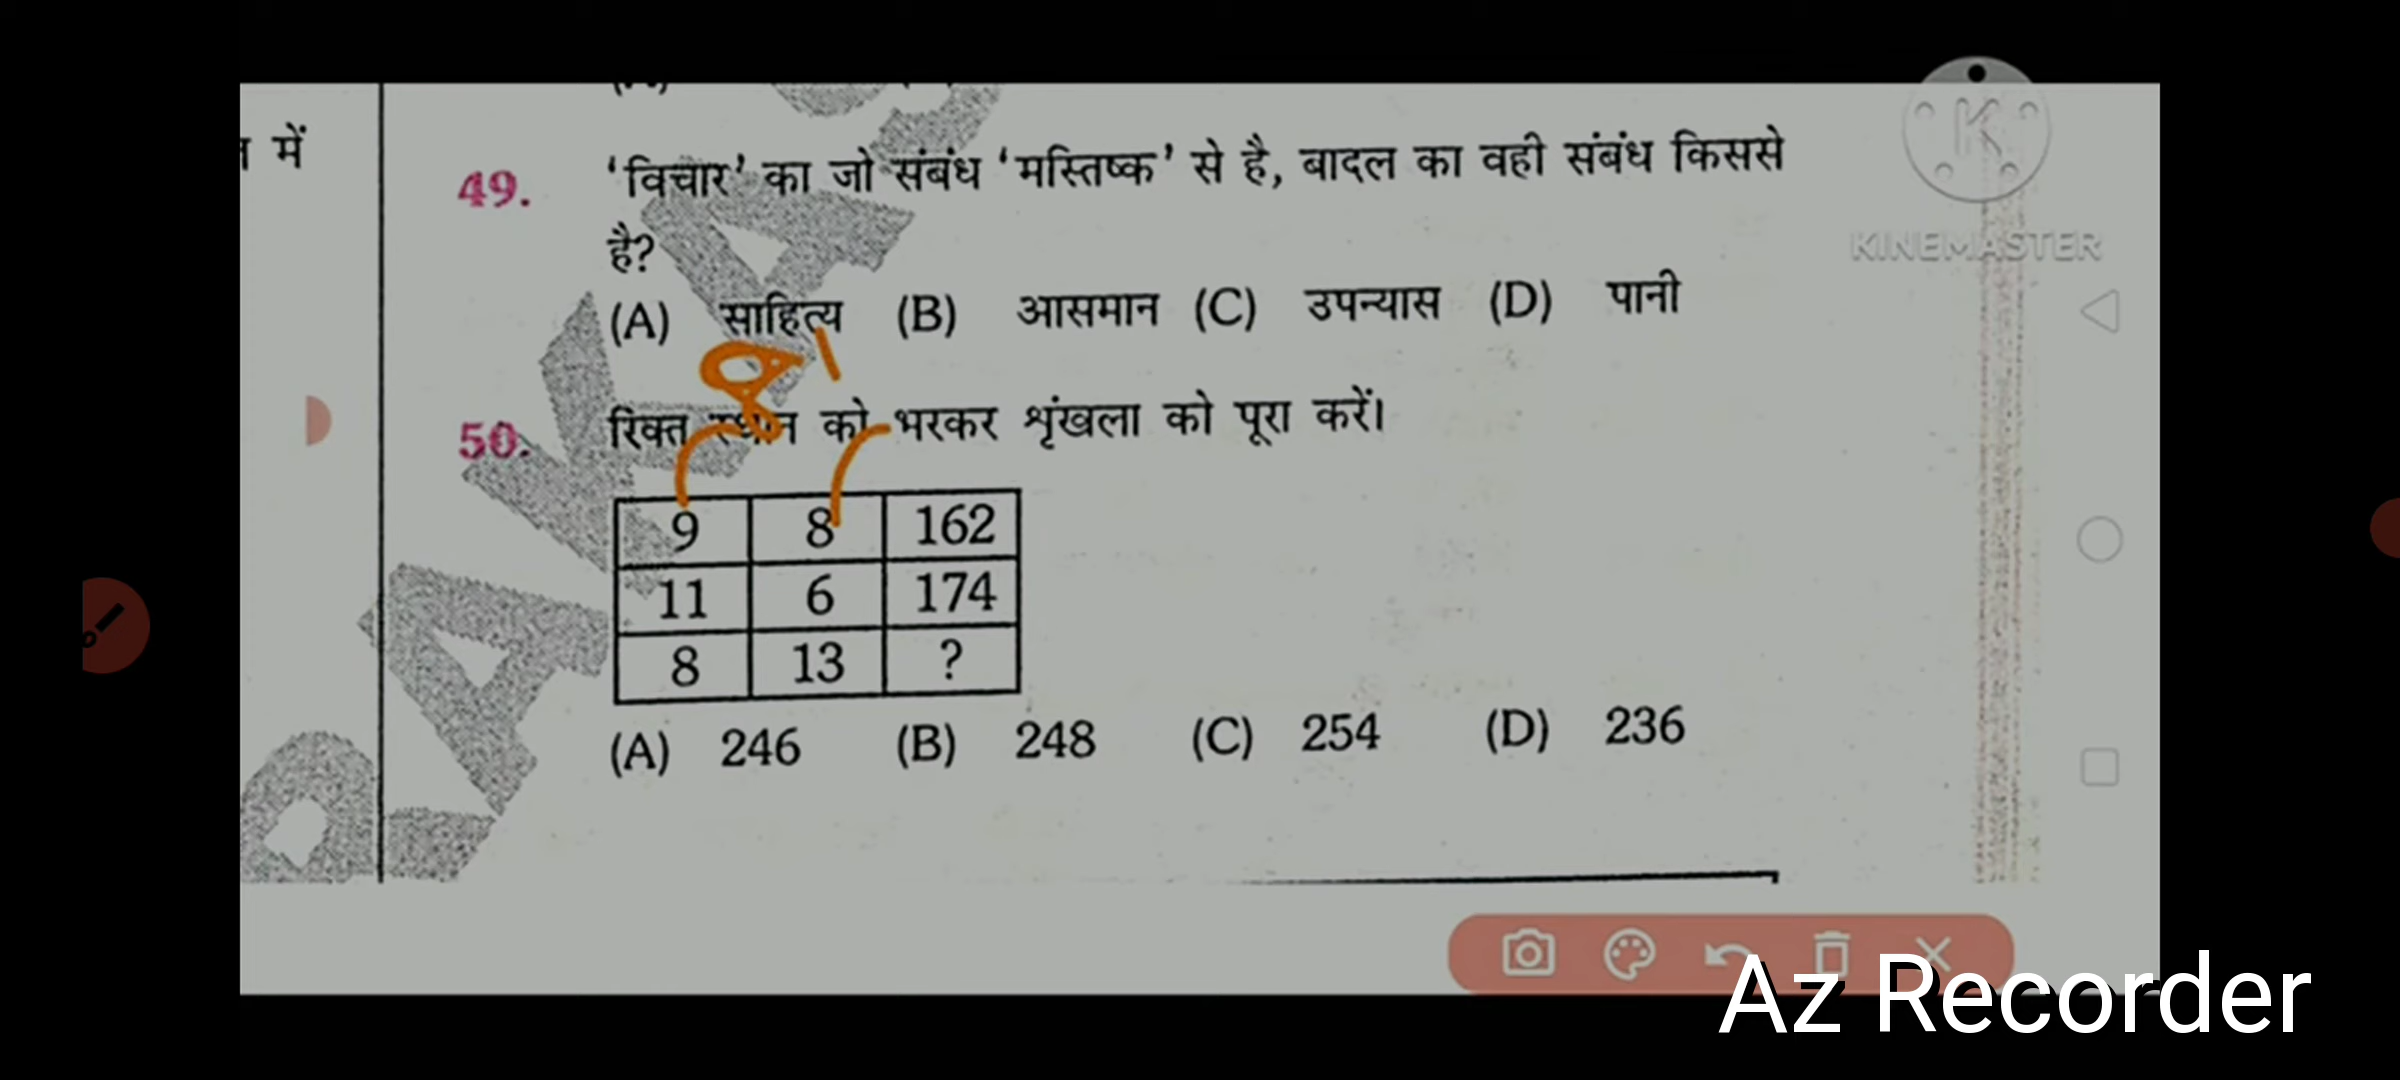 में
49. 'विचार' का जो संबंध 'मस्तिष्क' से है, बादल का वही संबंध किससे
है?
(A) साहित्य (B) आसमान (C) उपन्यास (D) पानी
50. रिक्त स्थान को भरकर शृंखला को पूरा करें।
9 8 162
11 6 174
8 13 ?
(A) 246 (B) 248 (C) 254 (D) 236
K
KINEMASTER
Az Recorder